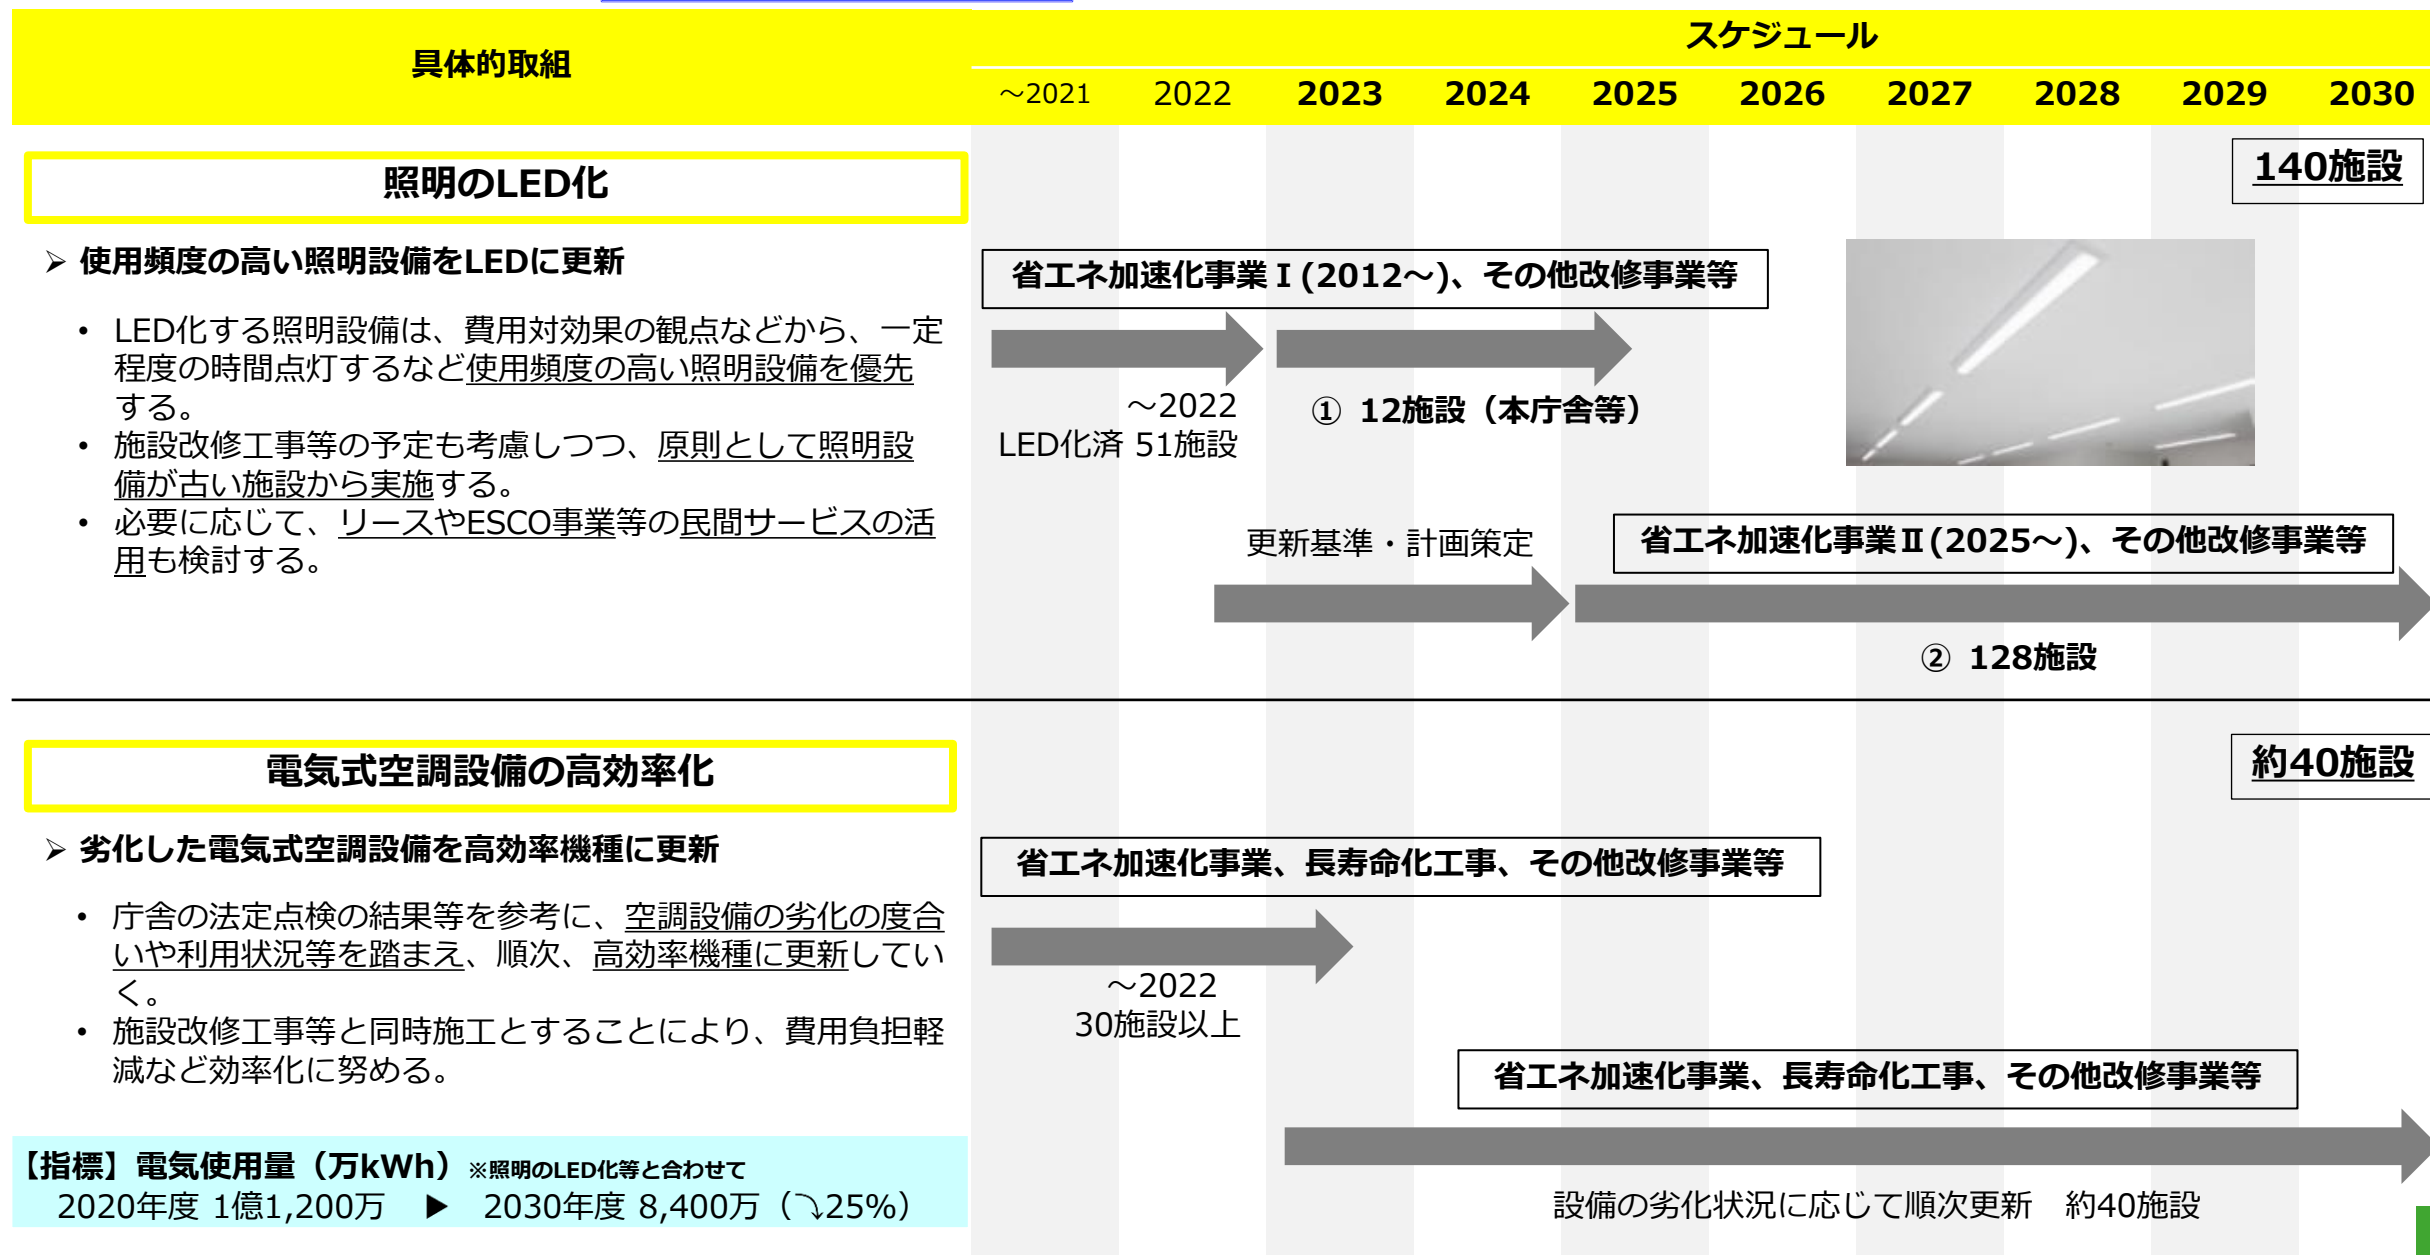 具体的取組
スケジュール
～2021 2022 2023 2024 2025 2026 2027 2028 2029 2030
照明のLED化
140施設
➢ 使用頻度の高い照明設備をLEDに更新
• LED化する照明設備は、費用対効果の観点などから、一定
程度の時間点灯するなど使用頻度の高い照明設備を優先
する。
• 施設改修工事等の予定も考慮しつつ、原則として照明設
備が古い施設から実施する。
• 必要に応じて、リースやESCO事業等の民間サービスの活
用も検討する。
省エネ加速化事業Ⅰ(2012～)、その他改修事業等
～2022
LED化済 51施設
① 12施設（本庁舎等）
更新基準・計画策定
省エネ加速化事業Ⅱ(2025～)、その他改修事業等
② 128施設
電気式空調設備の高効率化
約40施設
➢ 劣化した電気式空調設備を高効率機種に更新
• 庁舎の法定点検の結果等を参考に、空調設備の劣化の度合
いや利用状況等を踏まえ、順次、高効率機種に更新してい
く。
• 施設改修工事等と同時施工とすることにより、費用負担軽
減など効率化に努める。
省エネ加速化事業、長寿命化工事、その他改修事業等
～2022
30施設以上
省エネ加速化事業、長寿命化工事、その他改修事業等
設備の劣化状況に応じて順次更新　約40施設
【指標】電気使用量（万kWh）※照明のLED化等と合わせて
2020年度 1億1,200万 ▶ 2030年度 8,400万（⤵25%）